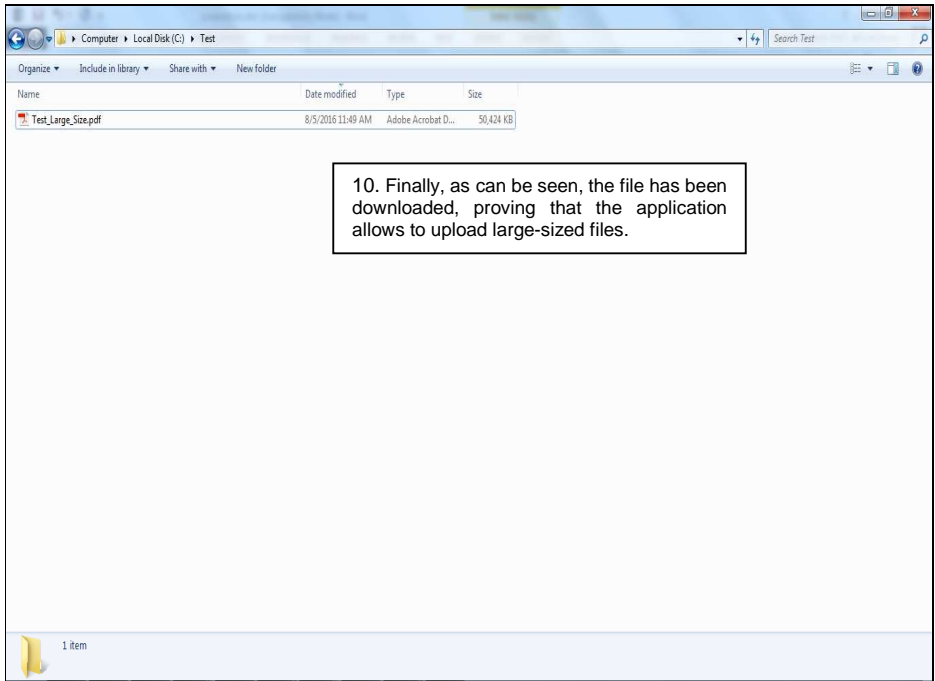 Computer Local Disk (C:) Test
Search Test
Organize Include in library Share with New folder
Name Date modified Type Size
Test_Large_Size.pdf 8/5/2016 11:49 AM Adobe Acrobat D... 50,424 KB
10. Finally, as can be seen, the file has been
downloaded, proving that the application
allows to upload large-sized files.
1 item